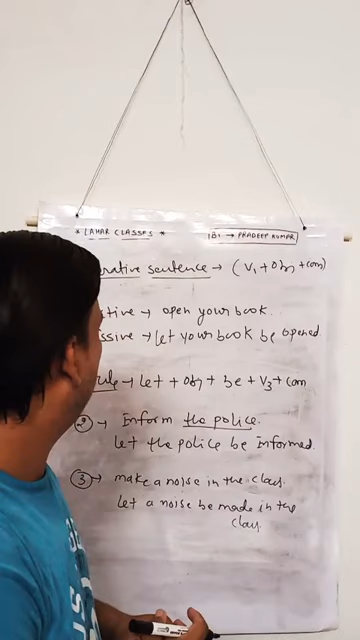 * LAHAR CLASSES *
BY → PRADEEP KUMAR
erative sentence → (V1 + Obj + com)
tive → open your book.
ssive → Let your book be opened.
Rule → Let + Obj + be + V3 + com
② → Inform the police.
Let the police be informed.
③ → make a noise in the class.
Let a noise be made in the
class.